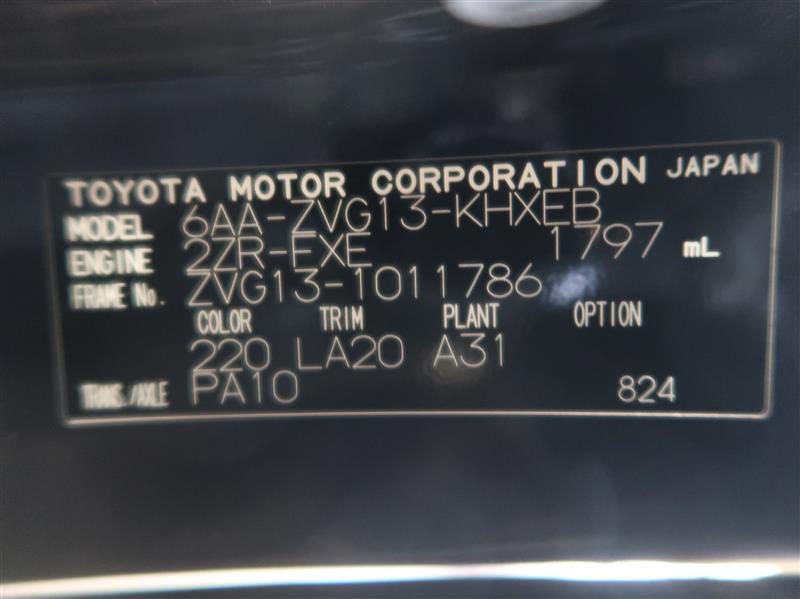 TOYOTA MOTOR CORPORATION JAPAN
MODEL 6AA-ZVG13-KHXEB
ENGINE 2ZR-EXE 1797 mL
FRAME No. ZVG13-1011786
COLOR TRIM PLANT OPTION
220 LA20 A31
TRANS./AXLE PA10 824